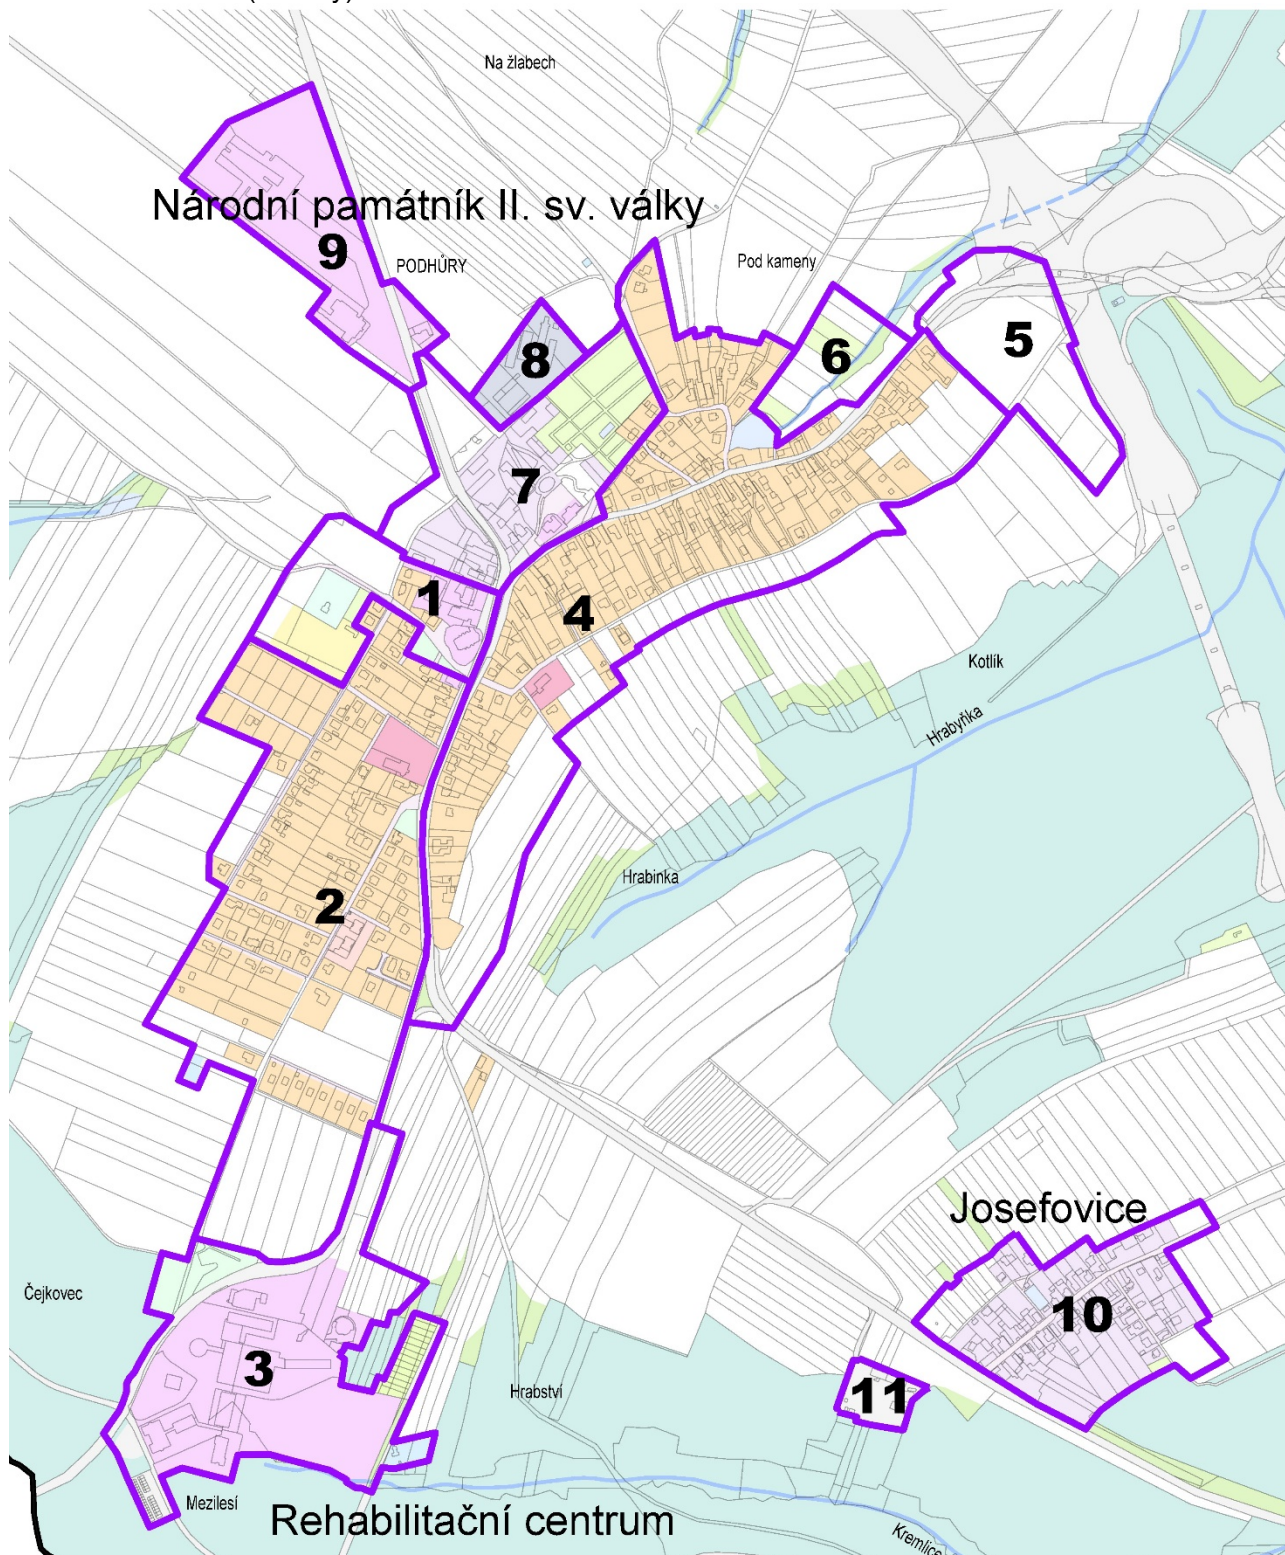 Na žlabech
Národní památník II. sv. války
9
PODHŮRY
Pod kameny
5
6
8
7
1
4
Kotlík
Hrabyňka
Hrabinka
2
Josefovice
Čejkovec
10
3
Hrabství
11
Mezilesí
Rehabilitační centrum
Kremlice